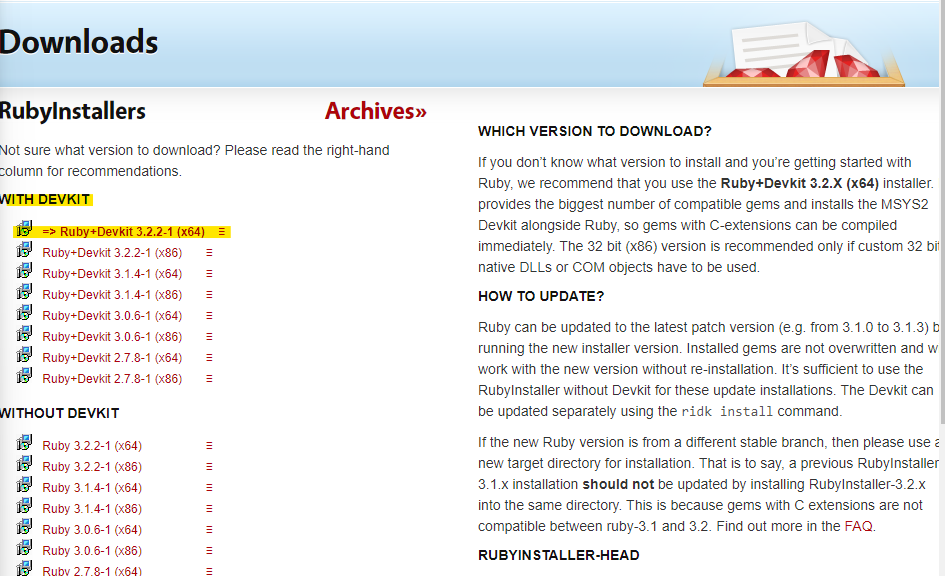 Downloads
RubyInstallers
Archives»
Not sure what version to download? Please read the right-hand
column for recommendations.
WITH DEVKIT
=> Ruby+Devkit 3.2.2-1 (x64)
Ruby+Devkit 3.2.2-1 (x86)
Ruby+Devkit 3.1.4-1 (x64)
Ruby+Devkit 3.1.4-1 (x86)
Ruby+Devkit 3.0.6-1 (x64)
Ruby+Devkit 3.0.6-1 (x86)
Ruby+Devkit 2.7.8-1 (x64)
Ruby+Devkit 2.7.8-1 (x86)
WITHOUT DEVKIT
Ruby 3.2.2-1 (x64)
Ruby 3.2.2-1 (x86)
Ruby 3.1.4-1 (x64)
Ruby 3.1.4-1 (x86)
Ruby 3.0.6-1 (x64)
Ruby 3.0.6-1 (x86)
Ruby 2.7.8-1 (x64)
WHICH VERSION TO DOWNLOAD?
If you don’t know what version to install and you’re getting started with
Ruby, we recommend that you use the Ruby+Devkit 3.2.X (x64) installer.
provides the biggest number of compatible gems and installs the MSYS2
Devkit alongside Ruby, so gems with C-extensions can be compiled
immediately. The 32 bit (x86) version is recommended only if custom 32 bit
native DLLs or COM objects have to be used.
HOW TO UPDATE?
Ruby can be updated to the latest patch version (e.g. from 3.1.0 to 3.1.3) b
running the new installer version. Installed gems are not overwritten and w
work with the new version without re-installation. It’s sufficient to use the
RubyInstaller without Devkit for these update installations. The Devkit can
be updated separately using the ridk install command.
If the new Ruby version is from a different stable branch, then please use a
new target directory for installation. That is to say, a previous RubyInstaller
3.1.x installation should not be updated by installing RubyInstaller-3.2.x
into the same directory. This is because gems with C extensions are not
compatible between ruby-3.1 and 3.2. Find out more in the FAQ.
RUBYINSTALLER-HEAD